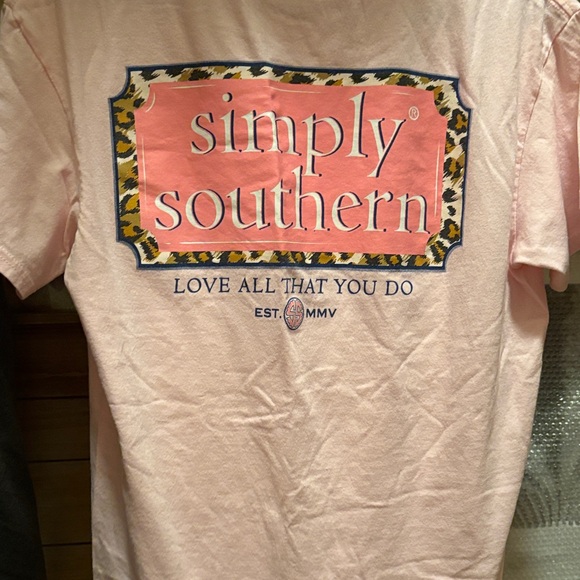 simply®
southern
LOVE ALL THAT YOU DO
EST. MMV